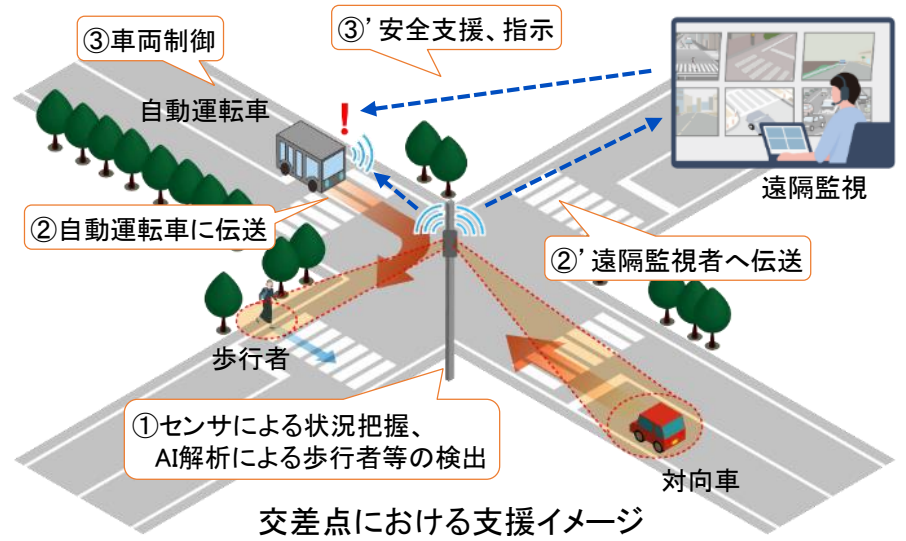 ③車両制御
③’安全支援、指示
自動運転車
!
遠隔監視
②自動運転車に伝送
②’遠隔監視者へ伝送
歩行者
①センサによる状況把握、
AI解析による歩行者等の検出
対向車
交差点における支援イメージ